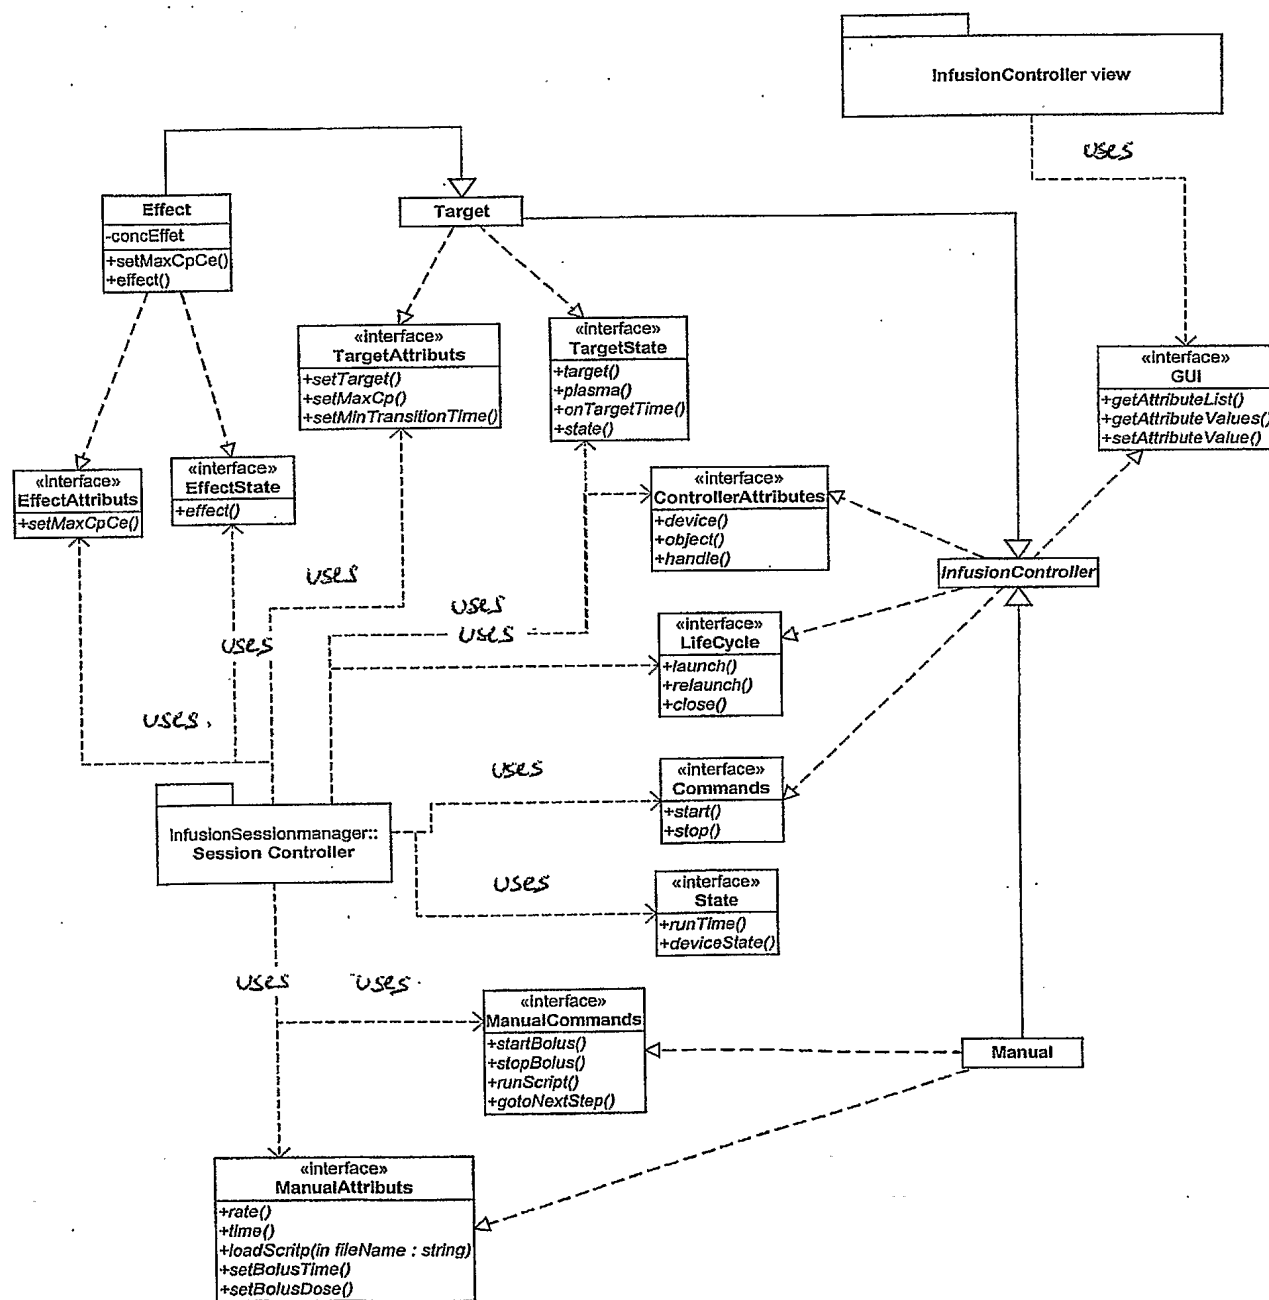 InfusionController view
uses
Effect
-concEffet
+setMaxCpCe()
+effect()
Target
«interface»
TargetAttributs
+setTarget()
+setMaxCp()
+setMinTransitionTime()
«interface»
TargetState
+target()
+plasma()
+onTargetTime()
+state()
«interface»
GUI
+getAttributeList()
+getAttributeValues()
+setAttributeValue()
«interface»
EffectAttributs
+setMaxCpCe()
«interface»
EffectState
+effect()
«interface»
ControllerAttributes
+device()
+object()
+handle()
InfusionController
uses
uses
uses
uses
«interface»
LifeCycle
+launch()
+relaunch()
+close()
uses.
uses
«interface»
Commands
+start()
+stop()
InfusionSessionmanager::
Session Controller
uses
«interface»
State
+runTime()
+deviceState()
uses
uses.
«interface»
ManualCommands
+startBolus()
+stopBolus()
+runScript()
+gotoNextStep()
Manual
«interface»
ManualAttributs
+rate()
+time()
+loadScritp(in fileName : string)
+setBolusTime()
+setBolusDose()